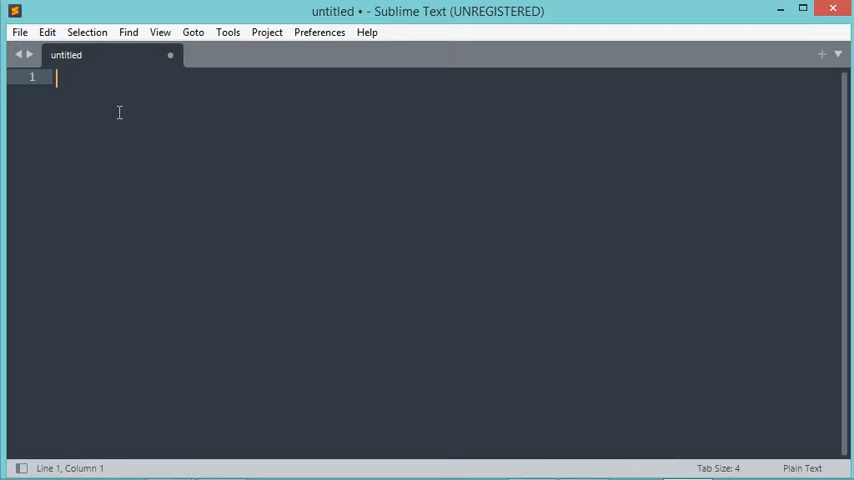 untitled • - Sublime Text (UNREGISTERED)
File Edit Selection Find View Goto Tools Project Preferences Help
untitled
1
Line 1, Column 1 Tab Size: 4 Plain Text